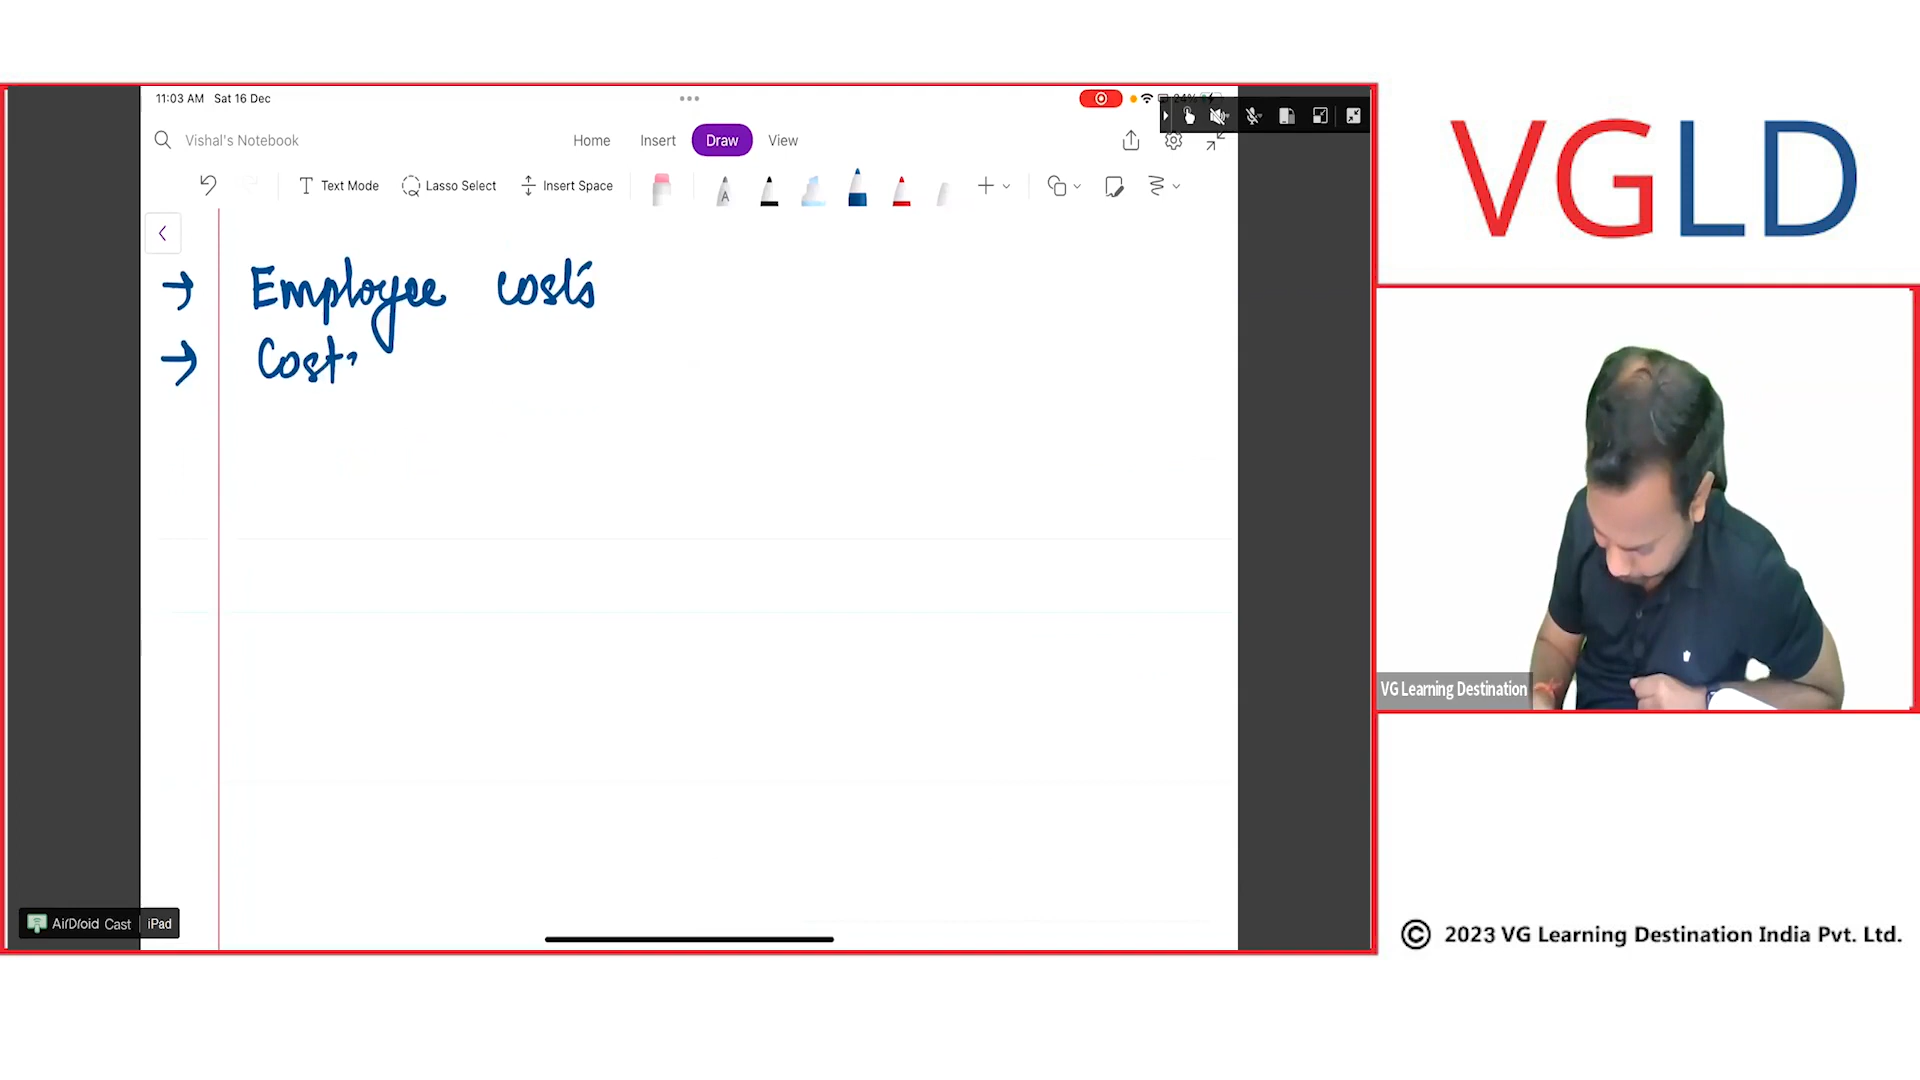 11:03 AM Sat 16 Dec
24%
Vishal's Notebook
Home Insert Draw View
Text Mode Lasso Select Insert Space
A
→ Employee costs
→ Cost
VGLD
VG Learning Destination
AirDroid Cast iPad
© 2023 VG Learning Destination India Pvt. Ltd.